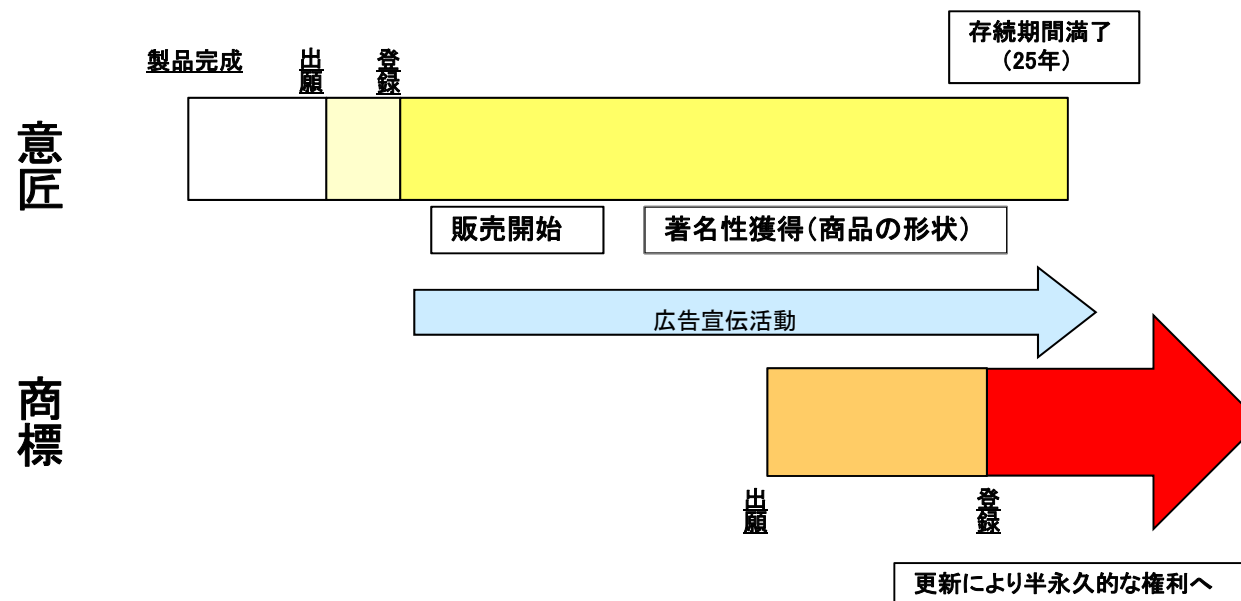 存続期間満了
（25年）
製品完成
出願
登録
意匠
販売開始
著名性獲得（商品の形状）
広告宣伝活動
商標
出願
登録
更新により半永久的な権利へ